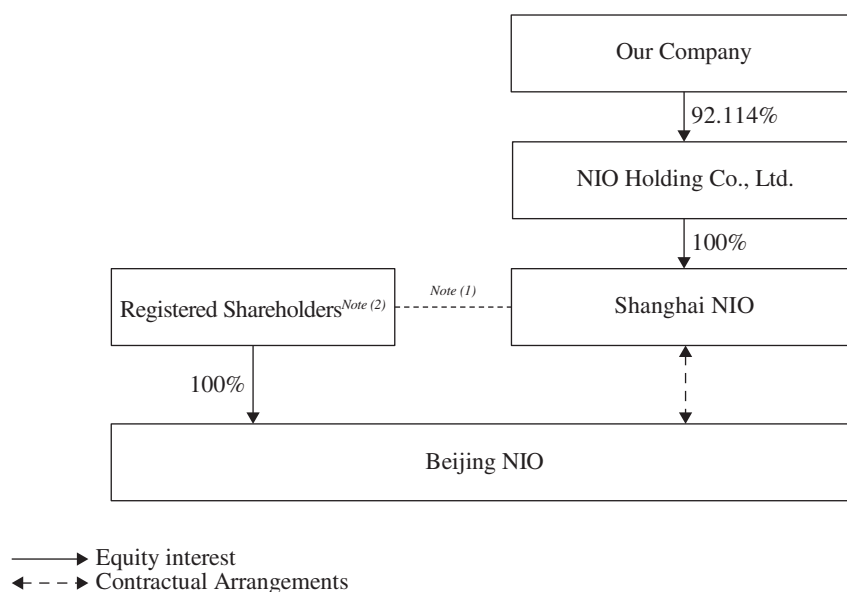 Our Company
92.114%
NIO Holding Co., Ltd.
100%
Registered Shareholders Note (2)
Note (1)
Shanghai NIO
100%
Beijing NIO
Equity interest
Contractual Arrangements